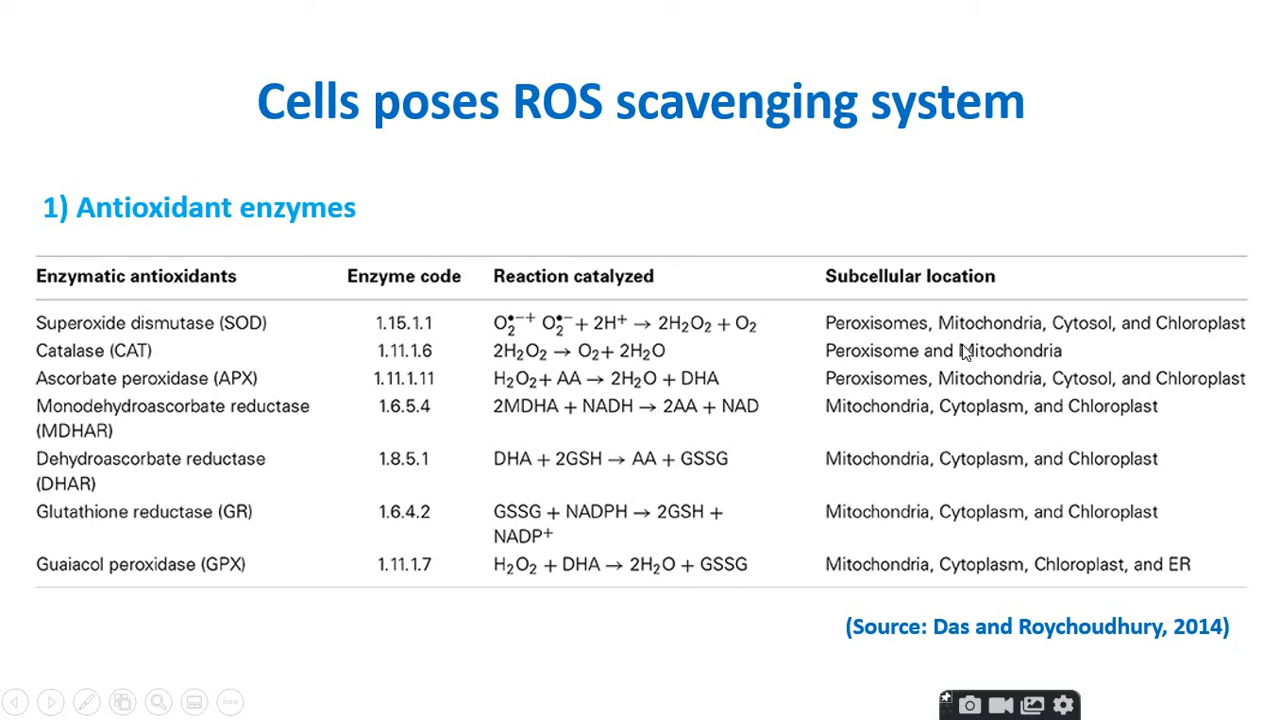 Cells poses ROS scavenging system
1) Antioxidant enzymes
Enzymatic antioxidants Enzyme code Reaction catalyzed Subcellular location
Superoxide dismutase (SOD) 1.15.1.1 O₂•−+ O₂•−+ 2H⁺ → 2H₂O₂ + O₂ Peroxisomes, Mitochondria, Cytosol, and Chloroplast
Catalase (CAT) 1.11.1.6 2H₂O₂ → O₂+ 2H₂O Peroxisome and Mitochondria
Ascorbate peroxidase (APX) 1.11.1.11 H₂O₂+ AA → 2H₂O + DHA Peroxisomes, Mitochondria, Cytosol, and Chloroplast
Monodehydroascorbate reductase 1.6.5.4 2MDHA + NADH → 2AA + NAD Mitochondria, Cytoplasm, and Chloroplast
(MDHAR)
Dehydroascorbate reductase 1.8.5.1 DHA + 2GSH → AA + GSSG Mitochondria, Cytoplasm, and Chloroplast
(DHAR)
Glutathione reductase (GR) 1.6.4.2 GSSG + NADPH → 2GSH + Mitochondria, Cytoplasm, and Chloroplast
NADP⁺
Guaiacol peroxidase (GPX) 1.11.1.7 H₂O₂ + DHA → 2H₂O + GSSG Mitochondria, Cytoplasm, Chloroplast, and ER
(Source: Das and Roychoudhury, 2014)